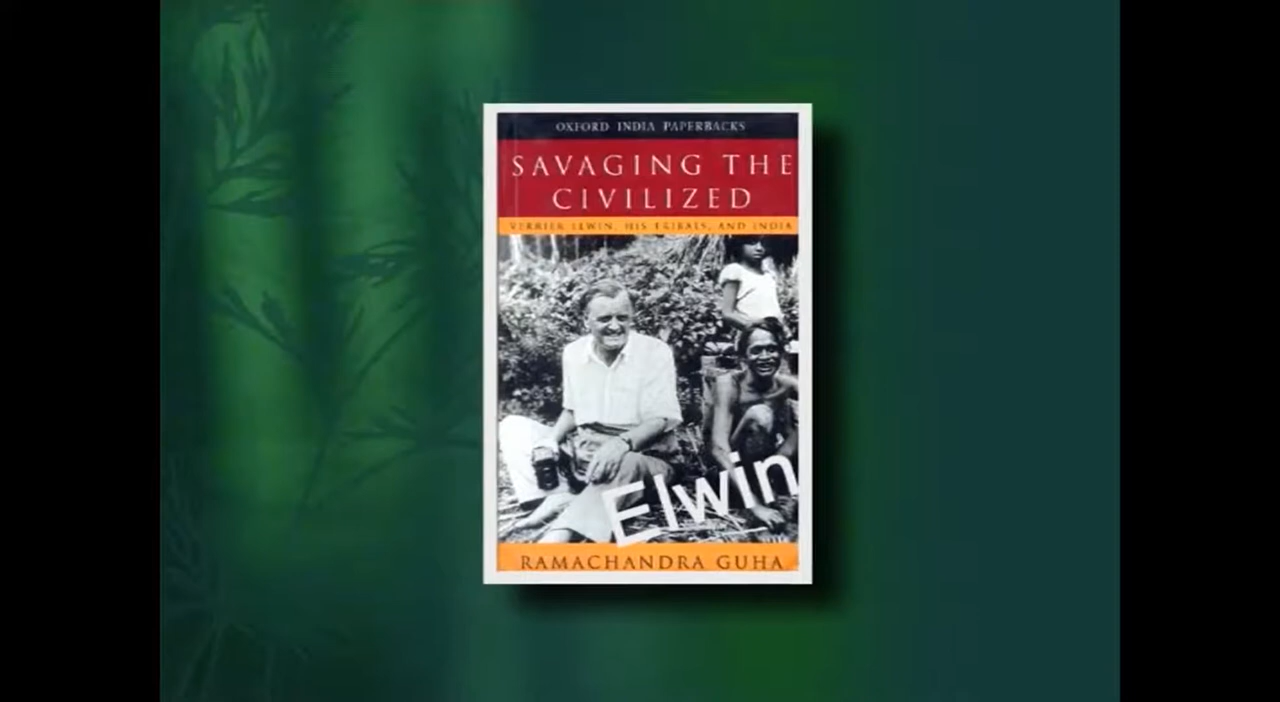 OXFORD INDIA PAPERBACKS
SAVAGING THE
CIVILIZED
VERRIER ELWIN, HIS TRIBALS, AND INDIA
Elwin
RAMACHANDRA GUHA